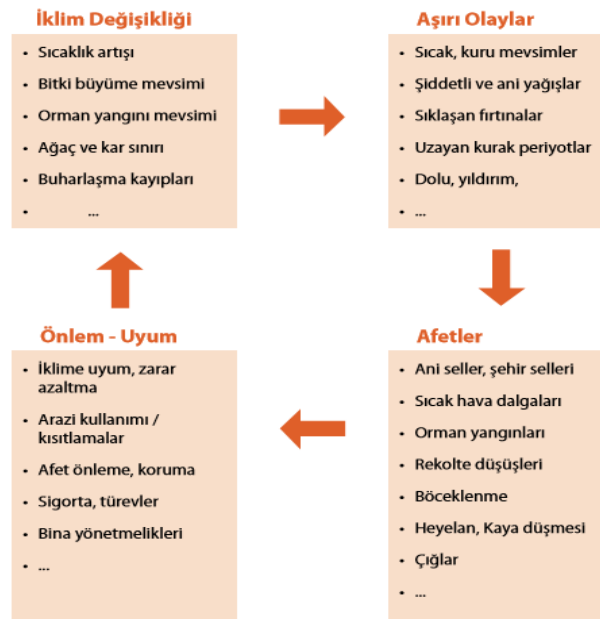 İklim Değişikliği
• Sıcaklık artışı
• Bitki büyüme mevsimi
• Orman yangını mevsimi
• Ağaç ve kar sınırı
• Buharlaşma kayıpları
• ...
Aşırı Olaylar
• Sıcak, kuru mevsimler
• Şiddetli ve ani yağışlar
• Sıklaşan fırtınalar
• Uzayan kurak periyotlar
• Dolu, yıldırım,
• ...
Önlem - Uyum
• İklime uyum, zarar
azaltma
• Arazi kullanımı /
kısıtlamalar
• Afet önleme, koruma
• Sigorta, türevler
• Bina yönetmelikleri
• ...
Afetler
• Ani seller, şehir selleri
• Sıcak hava dalgaları
• Orman yangınları
• Rekolte düşüşleri
• Böceklenme
• Heyelan, Kaya düşmesi
• Çığlar
• ...